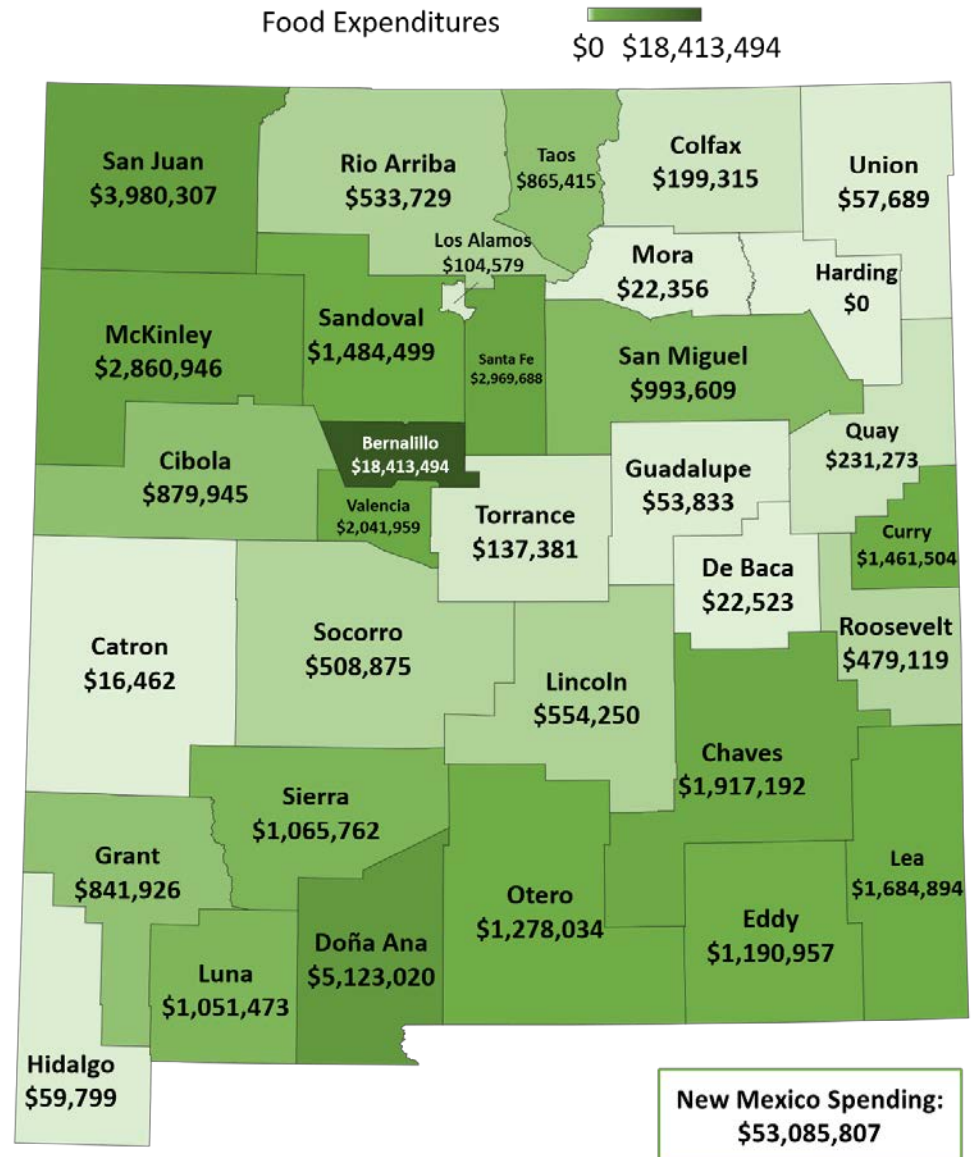 Food Expenditures
$0 $18,413,494
San Juan
$3,980,307
Rio Arriba
$533,729
Taos
$865,415
Colfax
$199,315
Union
$57,689
Los Alamos
$104,579
Mora
$22,356
Harding
$0
McKinley
$2,860,946
Sandoval
$1,484,499
Santa Fe
$2,969,688
San Miguel
$993,609
Quay
$231,273
Cibola
$879,945
Bernalillo
$18,413,494
Guadalupe
$53,833
Valencia
$2,041,959
Torrance
$137,381
Curry
$1,461,504
De Baca
$22,523
Catron
$16,462
Socorro
$508,875
Roosevelt
$479,119
Lincoln
$554,250
Chaves
$1,917,192
Sierra
$1,065,762
Grant
$841,926
Otero
$1,278,034
Lea
$1,684,894
Eddy
$1,190,957
Doña Ana
$5,123,020
Luna
$1,051,473
Hidalgo
$59,799
New Mexico Spending:
$53,085,807